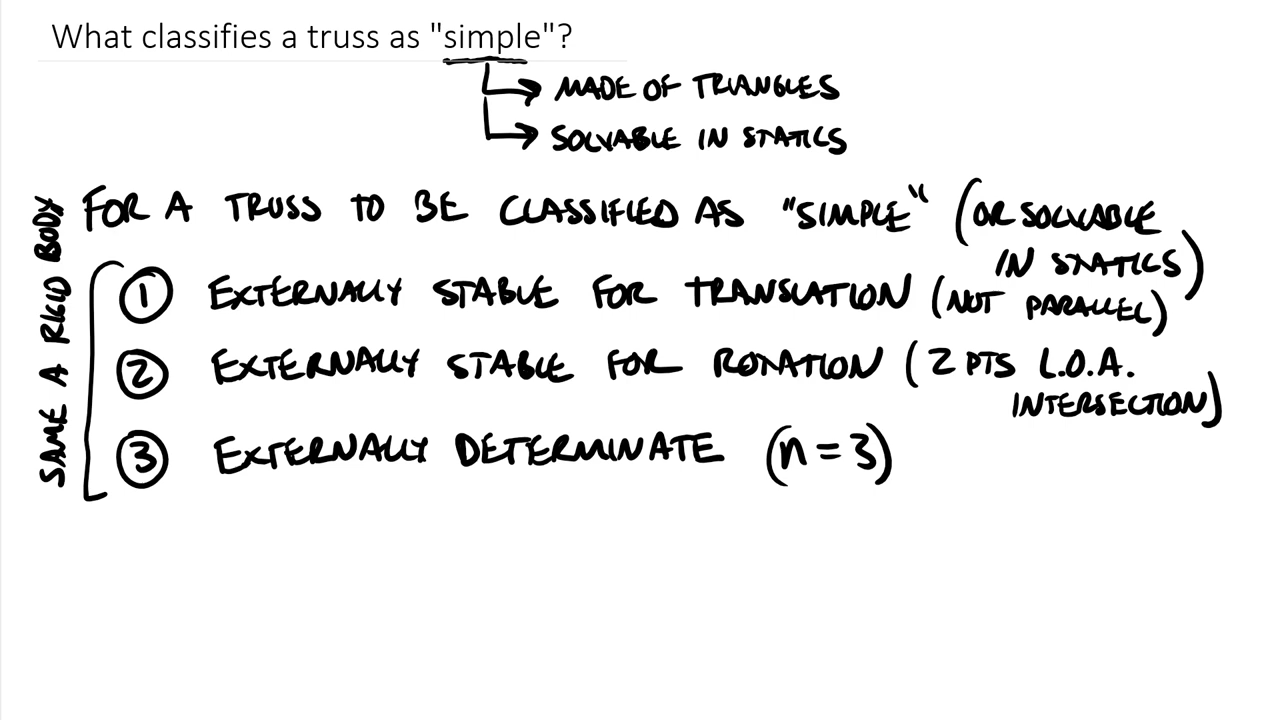 What classifies a truss as "simple"?
MADE OF TRIANGLES
SOLVABLE IN STATICS
SAME A RIGID BODY
FOR A TRUSS TO BE CLASSIFIED AS "SIMPLE" (OR SOLVABLE
IN STATICS)
1 EXTERNALLY STABLE FOR TRANSLATION (NOT PARALLEL)
2 EXTERNALLY STABLE FOR ROTATION (2 PTS L.O.A.
INTERSECTION)
3 EXTERNALLY DETERMINATE (n=3)